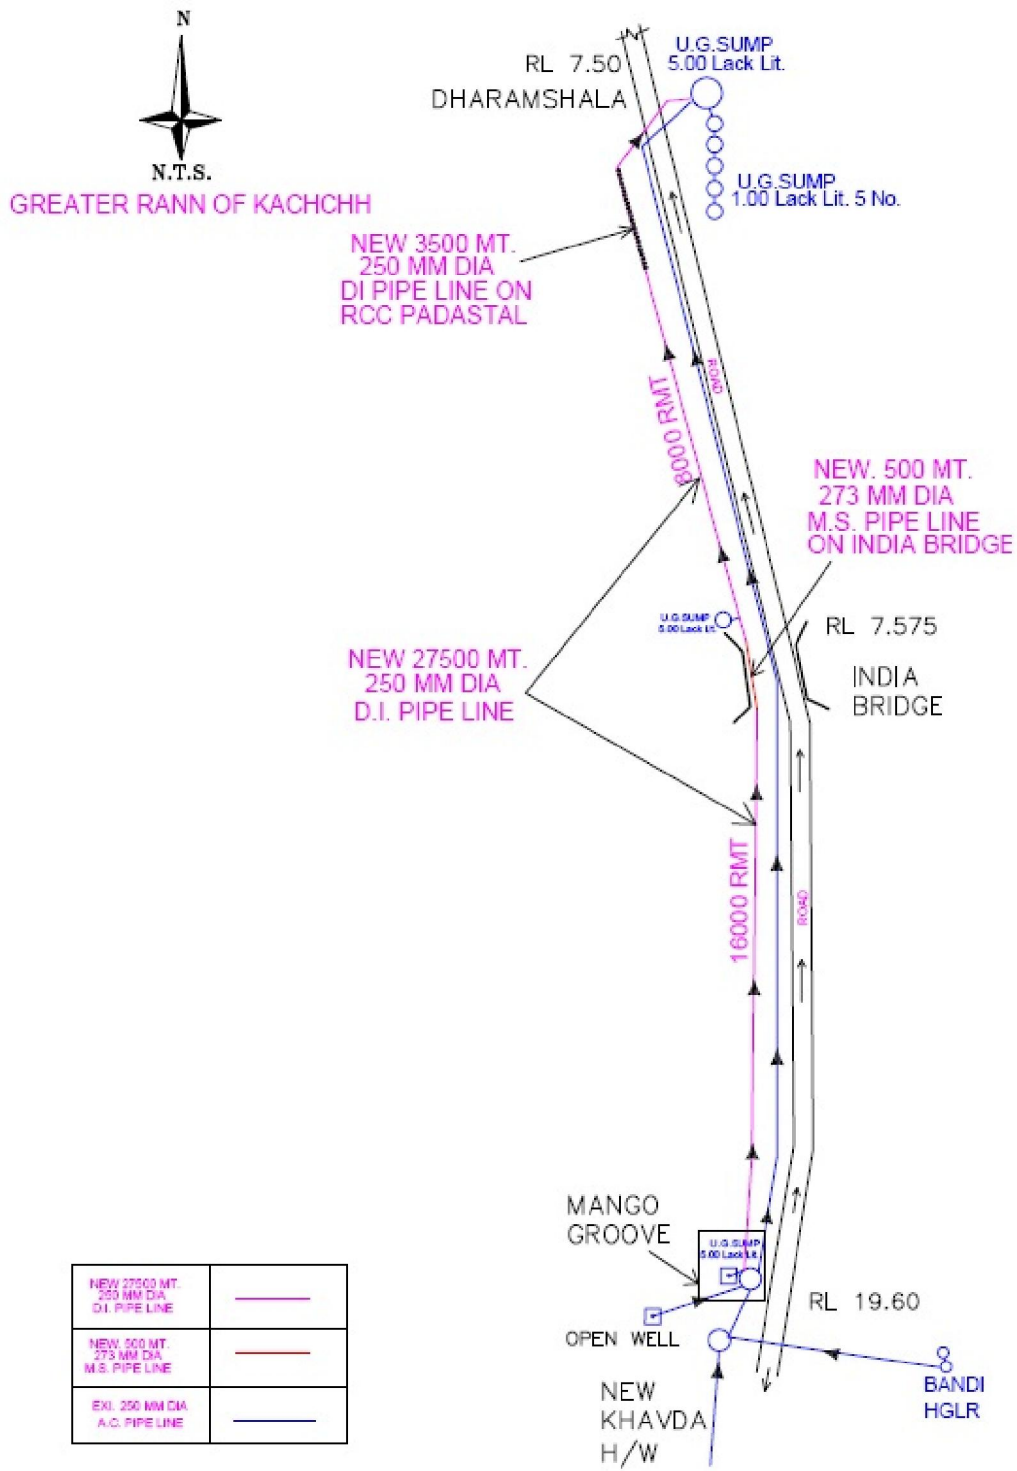 N
N.T.S.
GREATER RANN OF KACHCHH
RL 7.50
DHARAMSHALA
U.G.SUMP
5.00 Lack Lit.
U.G.SUMP
1.00 Lack Lit. 5 No.
NEW 3500 MT.
250 MM DIA
DI PIPE LINE ON
RCC PADASTAL
ROAD
8000 RMT
NEW. 500 MT.
273 MM DIA
M.S. PIPE LINE
ON INDIA BRIDGE
U.G.SUMP
5.00 Lack Lit.
RL 7.575
INDIA
BRIDGE
NEW 27500 MT.
250 MM DIA
D.I. PIPE LINE
16000 RMT
ROAD
MANGO
GROOVE
U.G.SUMP
5.00 Lack Lit.
OPEN WELL
RL 19.60
NEW
KHAVDA
H/W
BANDI
HGLR
NEW 27500 MT.
250 MM DIA
D.I. PIPE LINE
NEW. 500 MT.
273 MM DIA
M.S. PIPE LINE
EXI. 250 MM DIA
A.C. PIPE LINE